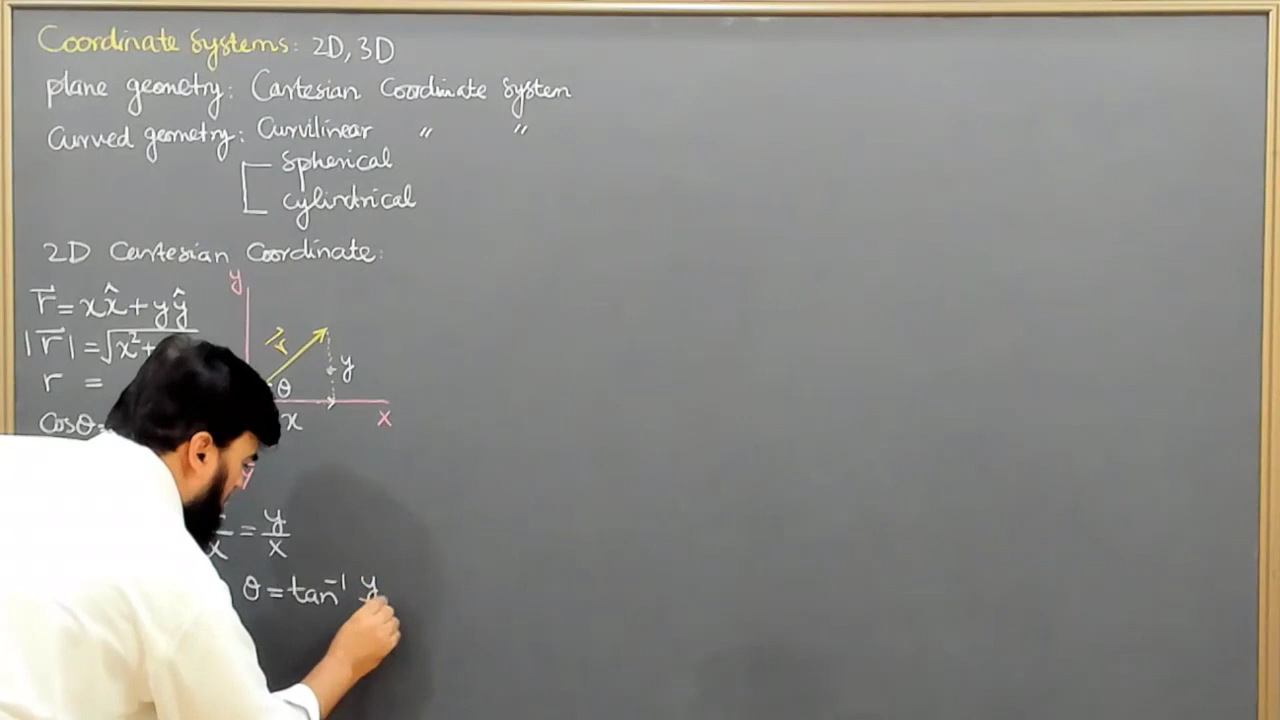 Coordinate Systems: 2D, 3D
plane geometry: Cartesian Coordinate System
Curved geometry: Curvilinear " "
Spherical
Cylindrical
2D Cartesian Coordinate:
y
r⃗ = xx̂ + yŷ
|r⃗| = √x²+
r⃗
y
r =
θ
cosθ =
x
x
x = y/x
θ = tan⁻¹ y